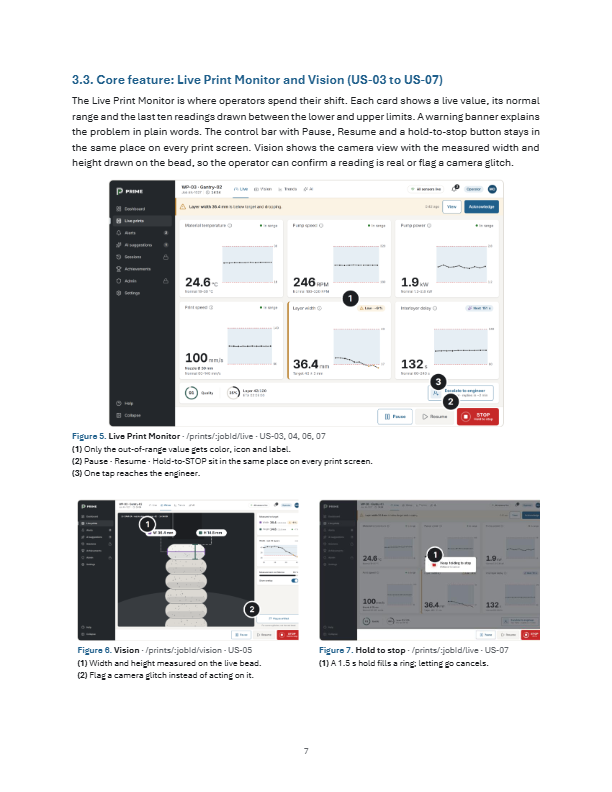 3.3. Core feature: Live Print Monitor and Vision (US-03 to US-07)
The Live Print Monitor is where operators spend their shift. Each card shows a live value, its normal
range and the last ten readings drawn between the lower and upper limits. A warning banner explains
the problem in plain words. The control bar with Pause, Resume and a hold-to-stop button stays in
the same place on every print screen. Vision shows the camera view with the measured width and
height drawn on the bead, so the operator can confirm a reading is real or flag a camera glitch.
PRIME
WP-03 · Gantry-02
Live
Vision
Trends
All sensors live
Operator
Dashboard
Live prints
Alerts
AI suggestions
Sessions
Achievements
Admin
Settings
Help
Collapse
Layer width 36.4 mm is below target and dropping.
View
Acknowledge
Material temperature
In range
24.6 °C
Pump speed
In range
246 RPM
Pump power
In range
1.9 kW
1
Print speed
In range
100 mm/s
Layer width
Low
36.4 mm
Interlayer delay
132 s
Quality
Layer 43/120
3
Escalate to engineer
2
Pause
Resume
STOP
Hold to stop
Figure 5. Live Print Monitor · /prints/:jobId/live · US-03, 04, 05, 07
(1) Only the out-of-range value gets color, icon and label.
(2) Pause · Resume · Hold-to-STOP sit in the same place on every print screen.
(3) One tap reaches the engineer.
PRIME
1
2
Pause
Resume
STOP
Figure 6. Vision · /prints/:jobId/vision · US-05
(1) Width and height measured on the live bead.
(2) Flag a camera glitch instead of acting on it.
PRIME
24.6
1.9
1
Keep holding to stop
100
36.4
132
Pause
Resume
STOP
Figure 7. Hold to stop · /prints/:jobId/live · US-07
(1) A 1.5 s hold fills a ring; letting go cancels.
7